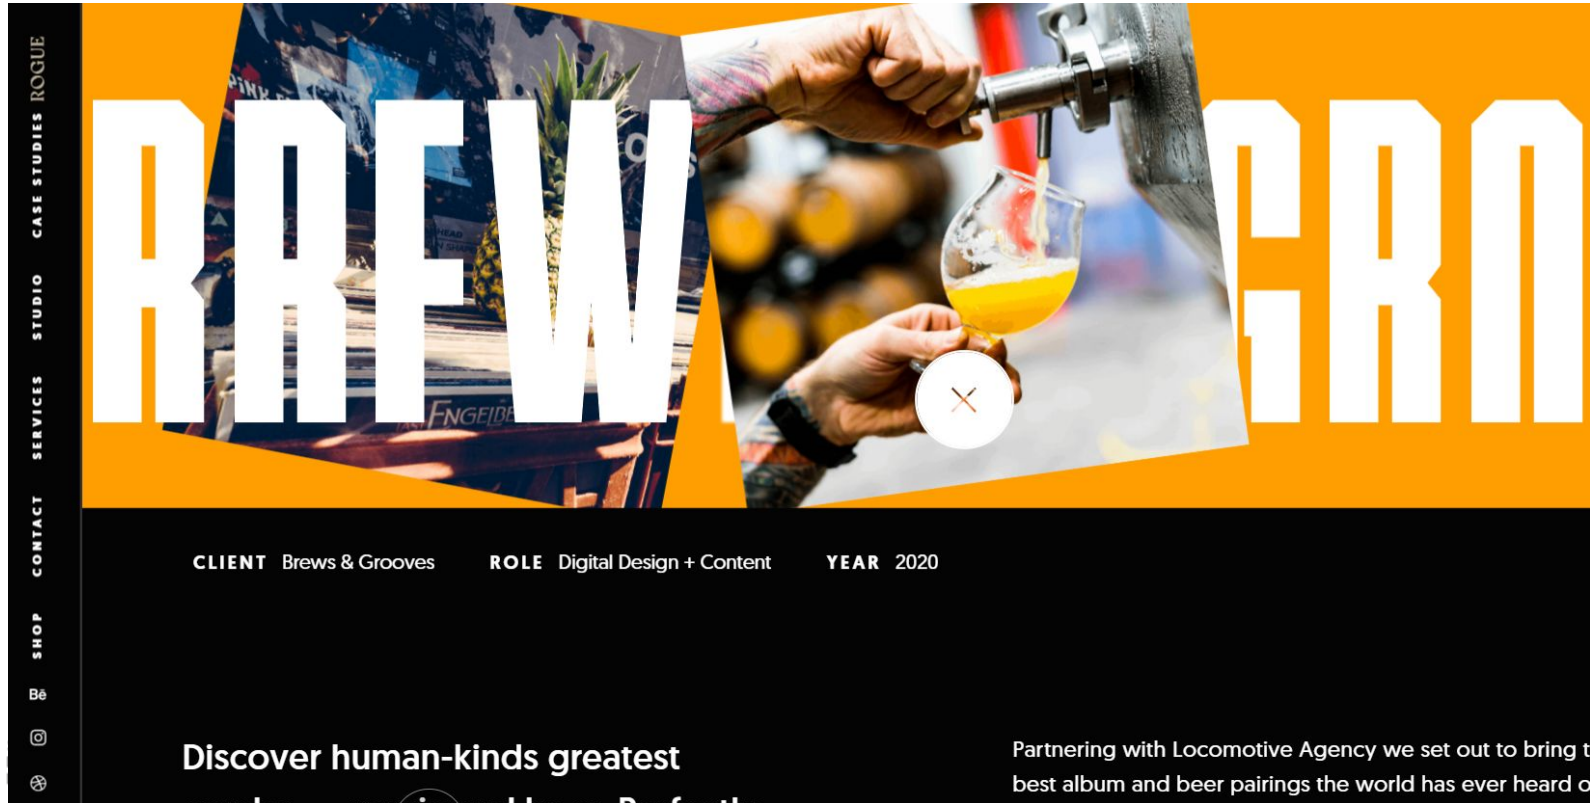 ROGUE
CASE STUDIES
STUDIO
SERVICES
CONTACT
SHOP
Bē
BREW GRO
ENGELBE
CLIENT Brews & Grooves ROLE Digital Design + Content YEAR 2020
Discover human-kinds greatest
Partnering with Locomotive Agency we set out to bring t
best album and beer pairings the world has ever heard o